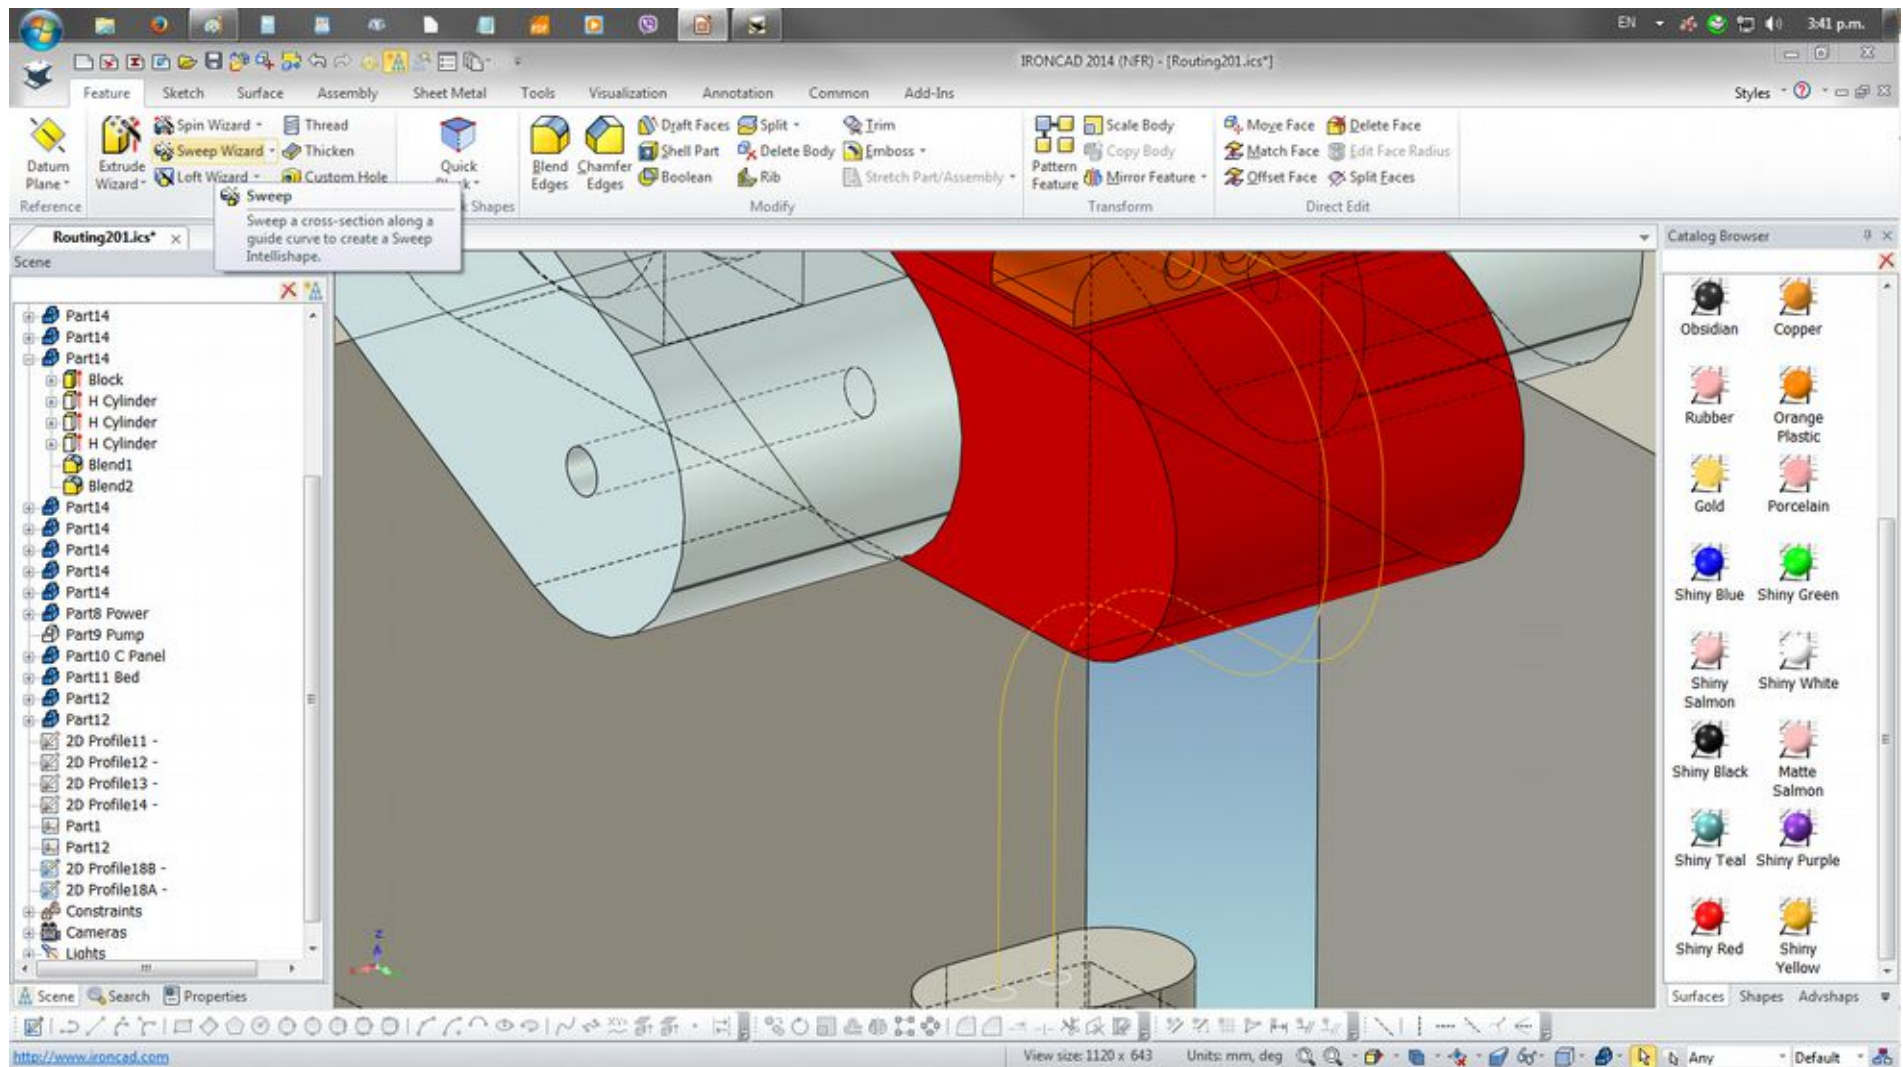 EN 3:41 p.m.
IRONCAD 2014 (NFR) - [Routing201.ics*]
Feature Sketch Surface Assembly Sheet Metal Tools Visualization Annotation Common Add-Ins Styles
Spin Wizard Thread Draft Faces Split Trim Scale Body Move Face Delete Face
Sweep Wizard Thicken Shell Part Delete Body Emboss Copy Body Match Face Edit Face Radius
Datum Plane Extrude Wizard Loft Wizard Custom Hole Quick Blend Edges Chamfer Edges Boolean Rib Stretch Part/Assembly Pattern Feature Mirror Feature Offset Face Split Faces
Reference Shapes Modify Transform Direct Edit
Sweep
Sweep a cross-section along a
guide curve to create a Sweep
Intellishape.
Routing201.ics*
Scene
Part14
Part14
Part14
Block
H Cylinder
H Cylinder
H Cylinder
Blend1
Blend2
Part14
Part14
Part14
Part14
Part14
Part8 Power
Part9 Pump
Part10 C Panel
Part11 Bed
Part12
Part12
2D Profile11 -
2D Profile12 -
2D Profile13 -
2D Profile14 -
Part1
Part12
2D Profile18B -
2D Profile18A -
Constraints
Cameras
Lights
Scene Search Properties
Z
Catalog Browser
Obsidian Copper
Rubber Orange
Plastic
Gold Porcelain
Shiny Blue Shiny Green
Shiny Shiny White
Salmon
Shiny Black Matte
Salmon
Shiny Teal Shiny Purple
Shiny Red Shiny
Yellow
Surfaces Shapes Advshaps
http://www.ironcad.com View size: 1120 x 643 Units: mm, deg Any Default